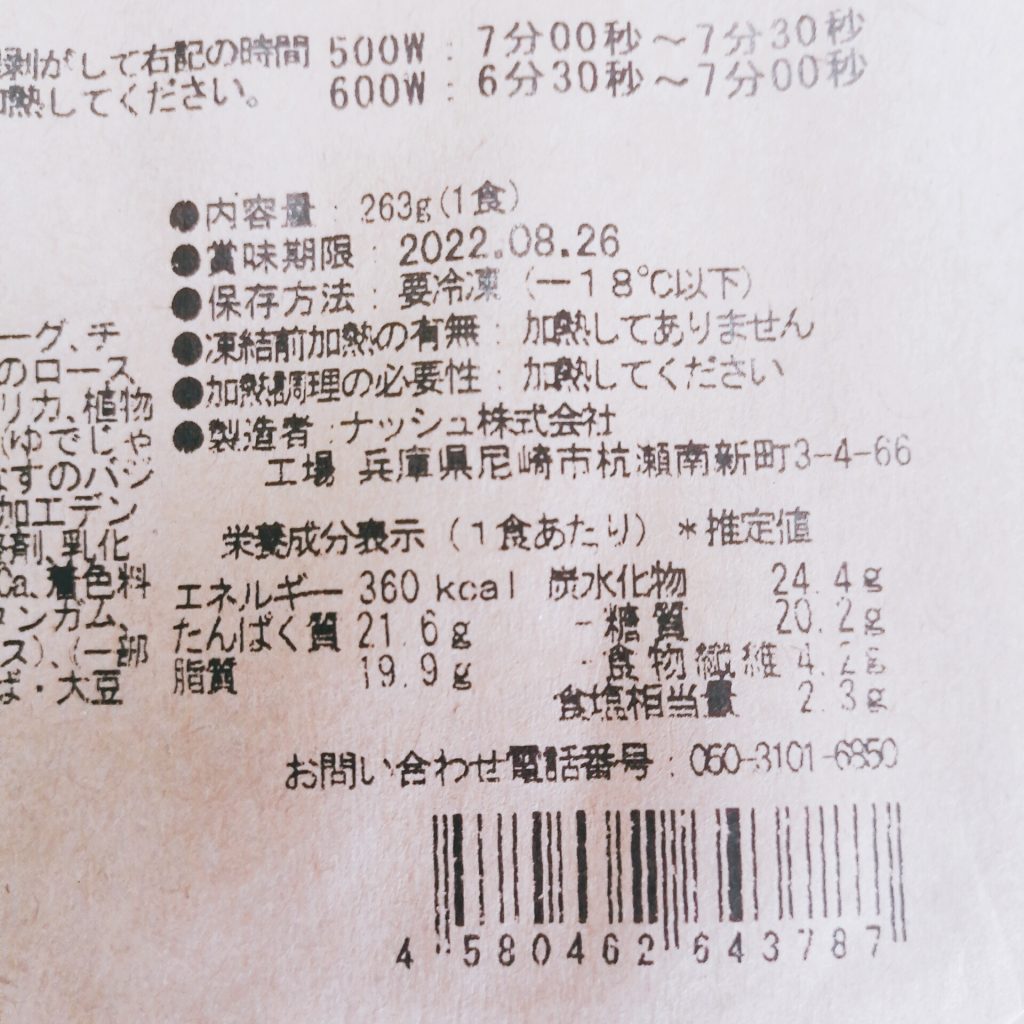 剥がして右記の時間 500W : 7分00秒～7分30秒
加熱してください。 600W : 6分30秒～7分00秒
●内容量 : 263g(1食)
●賞味期限 : 2022.08.26
●保存方法 : 要冷凍 (-18℃以下)
●凍結前加熱の有無 : 加熱してありません
●加熱調理の必要性 : 加熱してください
●製造者 : ナッシュ株式会社
工場 兵庫県尼崎市杭瀬南新町3-4-66
ーグ、チ
のロース
リカ、植物
(ゆでじゃ
なすのバジ
加工デン
剤、乳化
Ca、着色料
タンガム、
ス)、(一部
ば・大豆
栄養成分表示 (1食あたり) *推定値
エネルギー 360 kcal 炭水化物 24.4g
たんぱく質 21.6g - 糖質 20.2g
脂質 19.9g - 食物繊維 4.2g
食塩相当量 2.3g
お問い合わせ電話番号 : 050-3101-6850
4 580462 643787